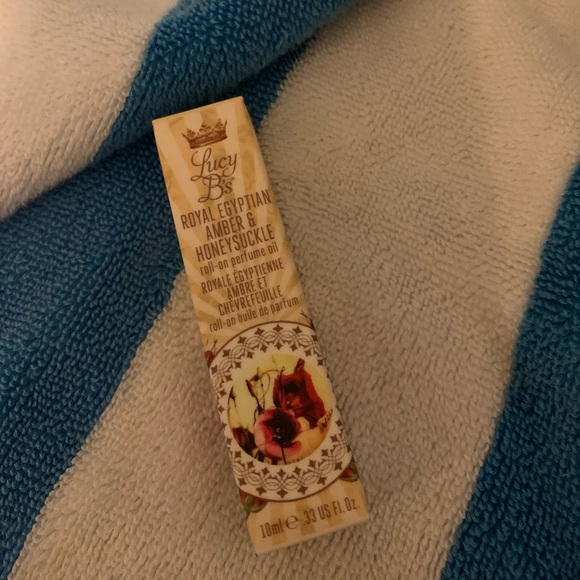 Lucy
B's
ROYAL EGYPTIAN
AMBER &
HONEYSUCKLE
roll-on perfume oil
ROYALE ÉGYPTIENNE
AMBRE ET
CHÈVREFEUILLE
roll-on huile de parfum
10ml e .33 US Fl. Oz